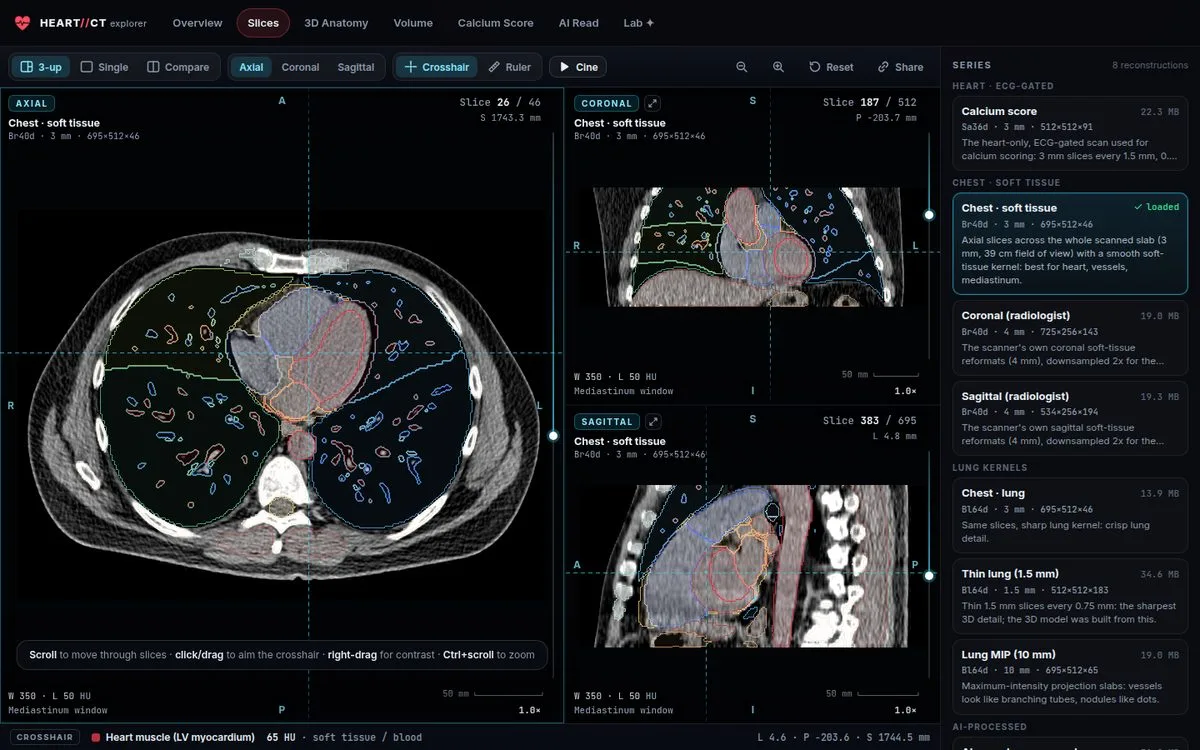 HEART//CT explorer
Overview
Slices
3D Anatomy
Volume
Calcium Score
AI Read
Lab ✦
3-up
Single
Compare
Axial
Coronal
Sagittal
Crosshair
Ruler
Cine
Reset
Share
AXIAL
A
Slice 26 / 46
Chest · soft tissue
S 1743.3 mm
Br40d · 3 mm · 695×512×46
R
L
Scroll to move through slices · click/drag to aim the crosshair · right-drag for contrast · Ctrl+scroll to zoom
W 350 · L 50 HU
50 mm
Mediastinum window
P
1.0×
CORONAL
S
Slice 187 / 512
Chest · soft tissue
P -203.7 mm
Br40d · 3 mm · 695×512×46
R
L
W 350 · L 50 HU
50 mm
Mediastinum window
I
1.0×
SAGITTAL
S
Slice 383 / 695
Chest · soft tissue
L 4.8 mm
Br40d · 3 mm · 695×512×46
A
P
W 350 · L 50 HU
50 mm
Mediastinum window
I
1.0×
CROSSHAIR
Heart muscle (LV myocardium) 65 HU · soft tissue / blood
L 4.6 · P -203.6 · S 1744.5 mm
SERIES
8 reconstructions
HEART · ECG-GATED
Calcium score
22.3 MB
Sa36d · 3 mm · 512×512×91
The heart-only, ECG-gated scan used for
calcium scoring: 3 mm slices every 1.5 mm, 0....
CHEST · SOFT TISSUE
Chest · soft tissue
✓ loaded
Br40d · 3 mm · 695×512×46
Axial slices across the whole scanned slab (3
mm, 39 cm field of view) with a smooth soft-
tissue kernel: best for heart, vessels,
mediastinum.
Coronal (radiologist)
19.0 MB
Br40d · 4 mm · 725×256×143
The scanner's own coronal soft-tissue
reformats (4 mm), downsampled 2x for the...
Sagittal (radiologist)
19.3 MB
Br40d · 4 mm · 534×256×194
The scanner's own sagittal soft-tissue
reformats (4 mm), downsampled 2x for the...
LUNG KERNELS
Chest · lung
13.9 MB
Bl64d · 3 mm · 695×512×46
Same slices, sharp lung kernel: crisp lung
detail.
Thin lung (1.5 mm)
34.6 MB
Bl64d · 1.5 mm · 512×512×183
Thin 1.5 mm slices every 0.75 mm: the sharpest
3D detail; the 3D model was built from this.
Lung MIP (10 mm)
19.0 MB
Bl64d · 10 mm · 695×512×65
Maximum-intensity projection slabs: vessels
look like branching tubes, nodules like dots.
AI-PROCESSED